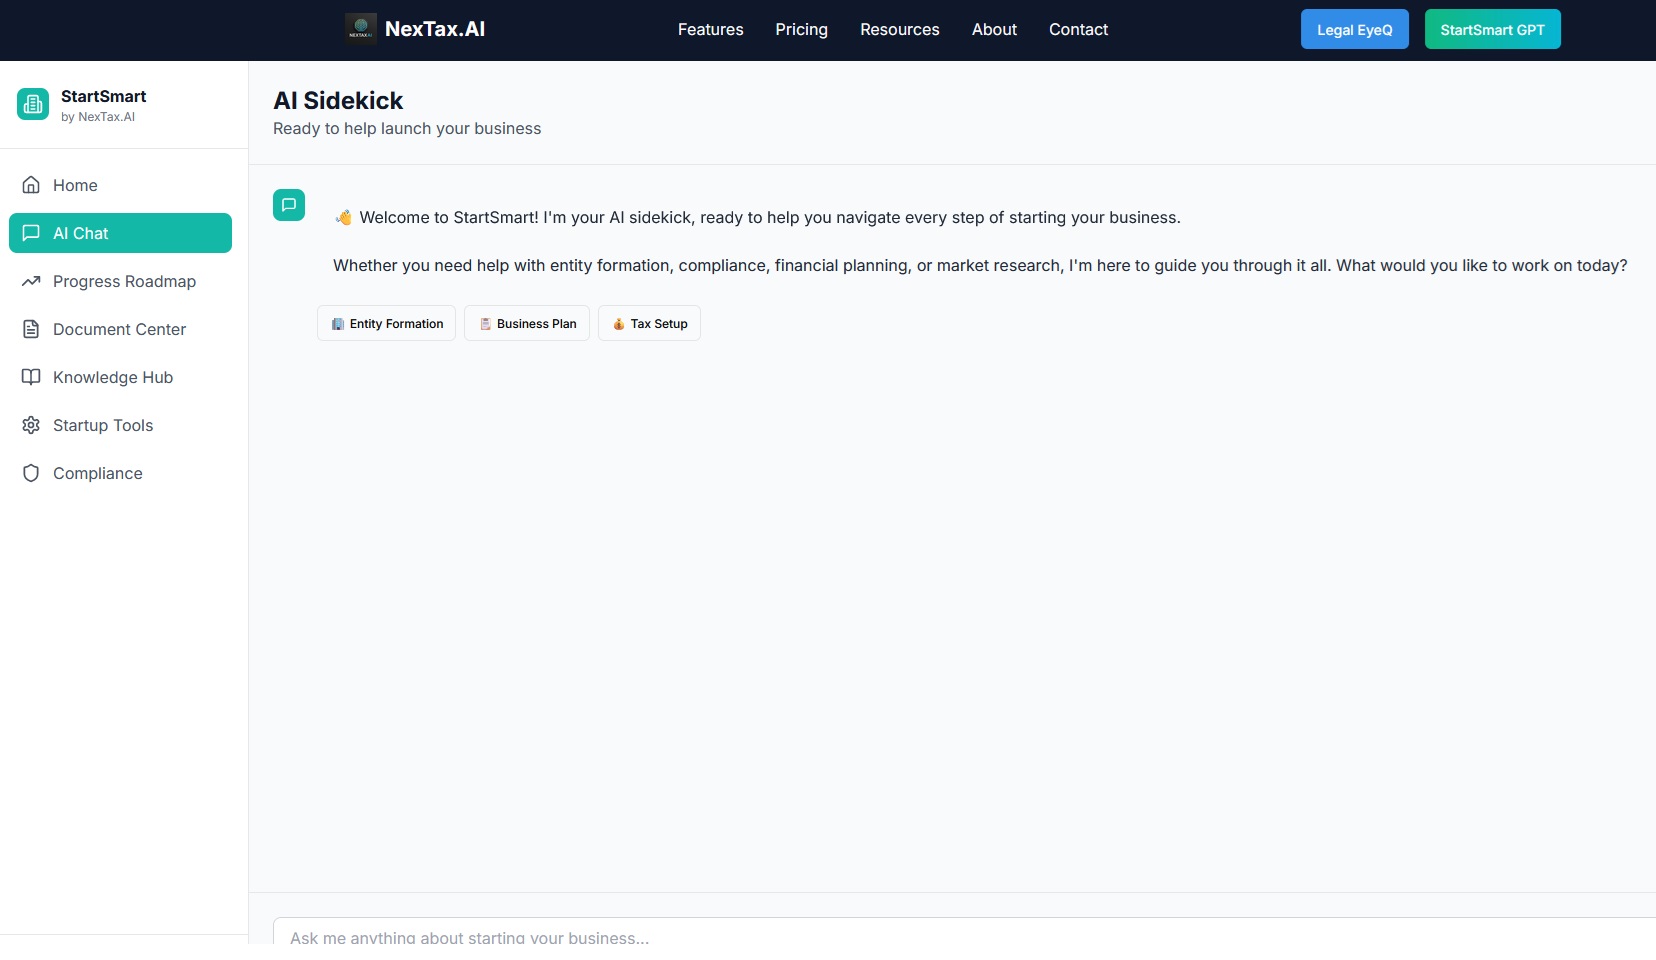 NexTax.AI
Features Pricing Resources About Contact
Legal EyeQ
StartSmart GPT
StartSmart
by NexTax.AI
Home
AI Chat
Progress Roadmap
Document Center
Knowledge Hub
Startup Tools
Compliance
AI Sidekick
Ready to help launch your business
👋 Welcome to StartSmart! I'm your AI sidekick, ready to help you navigate every step of starting your business.
Whether you need help with entity formation, compliance, financial planning, or market research, I'm here to guide you through it all. What would you like to work on today?
🏢 Entity Formation
📋 Business Plan
💰 Tax Setup
Ask me anything about starting your business...